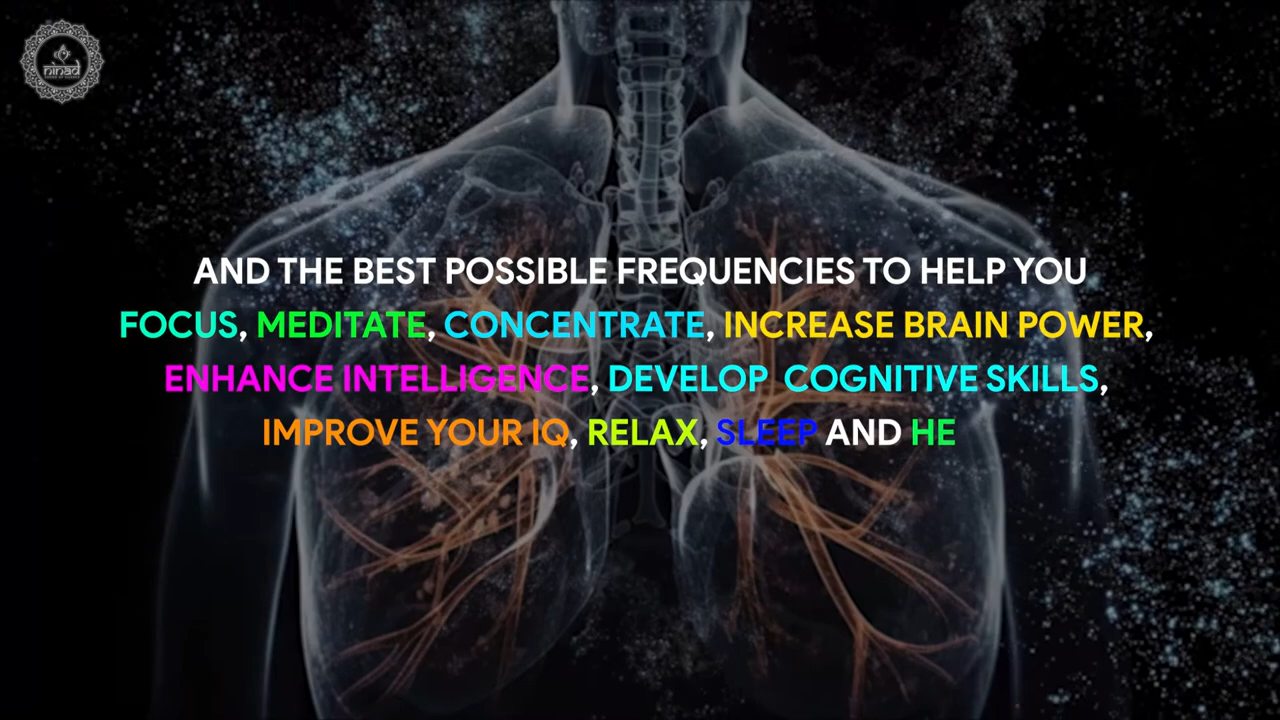 ninad
AND THE BEST POSSIBLE FREQUENCIES TO HELP YOU
FOCUS, MEDITATE, CONCENTRATE, INCREASE BRAIN POWER,
ENHANCE INTELLIGENCE, DEVELOP COGNITIVE SKILLS,
IMPROVE YOUR IQ, RELAX, SLEEP AND HE